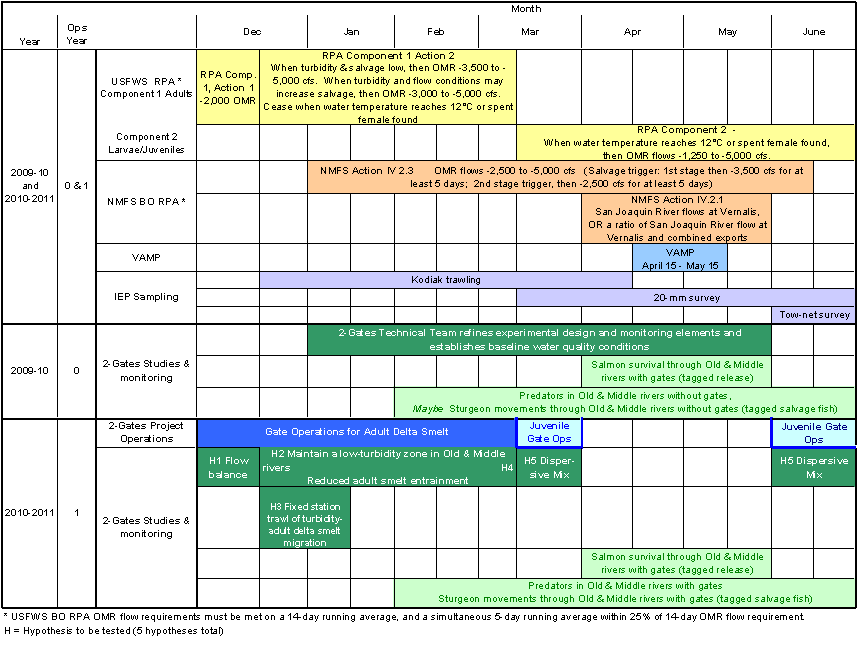 Month
Year
Ops
Year
Dec
Jan
Feb
Mar
Apr
May
June
2009-10
and
2010-2011
0 & 1
USFWS RPA *
Component 1 Adults
RPA Comp.
1, Action 1
-2,000 OMR
RPA Component 1 Action 2
When turbidity & salvage low, then OMR -3,500 to -
5,000 cfs. When turbidity and flow conditions may
increase salvage, then OMR -3,000 to -5,000 cfs.
Cease when water temperature reaches 12°C or spent
female found
Component 2
Larvae/Juveniles
RPA Component 2 -
When water temperature reaches 12°C or spent female found,
then OMR flows -1,250 to -5,000 cfs.
NMFS BO RPA *
NMFS Action IV 2.3 OMR flows -2,500 to -5,000 cfs (Salvage trigger: 1st stage then -3,500 cfs for at
least 5 days; 2nd stage trigger, then -2,500 cfs for at least 5 days)
NMFS Action IV.2.1
San Joaquin River flows at Vernalis,
OR a ratio of San Joaquin River flow at
Vernalis and combined exports
VAMP
VAMP
April 15 - May 15
IEP Sampling
Kodiak trawling
20-mm survey
Tow-net survey
2009-10
0
2-Gates Studies &
monitoring
2-Gates Technical Team refines experimental design and monitoring elements and
establishes baseline water quality conditions
Salmon survival through Old & Middle
rivers with gates (tagged release)
Predators in Old & Middle rivers without gates,
Maybe Sturgeon movements through Old & Middle rivers without gates (tagged salvage fish)
2010-2011
1
2-Gates Project
Operations
Gate Operations for Adult Delta Smelt
Juvenile
Gate Ops
Juvenile Gate
Ops
2-Gates Studies &
monitoring
H1 Flow
balance
H2 Maintain a low-turbidity zone in Old & Middle
rivers H4
Reduced adult smelt entrainment
H5 Disper-
sive Mix
H5 Dispersive
Mix
H3 Fixed station
trawl of turbidity-
adult delta smelt
migration
Salmon survival through Old & Middle
rivers with gates (tagged release)
Predators in Old & Middle rivers with gates
Sturgeon movements through Old & Middle rivers with gates (tagged salvage fish)
* USFWS BO RPA OMR flow requirements must be met on a 14-day running average, and a simultaneous 5-day running average within 25% of 14-day OMR flow requirement.
H = Hypothesis to be tested (5 hypotheses total)